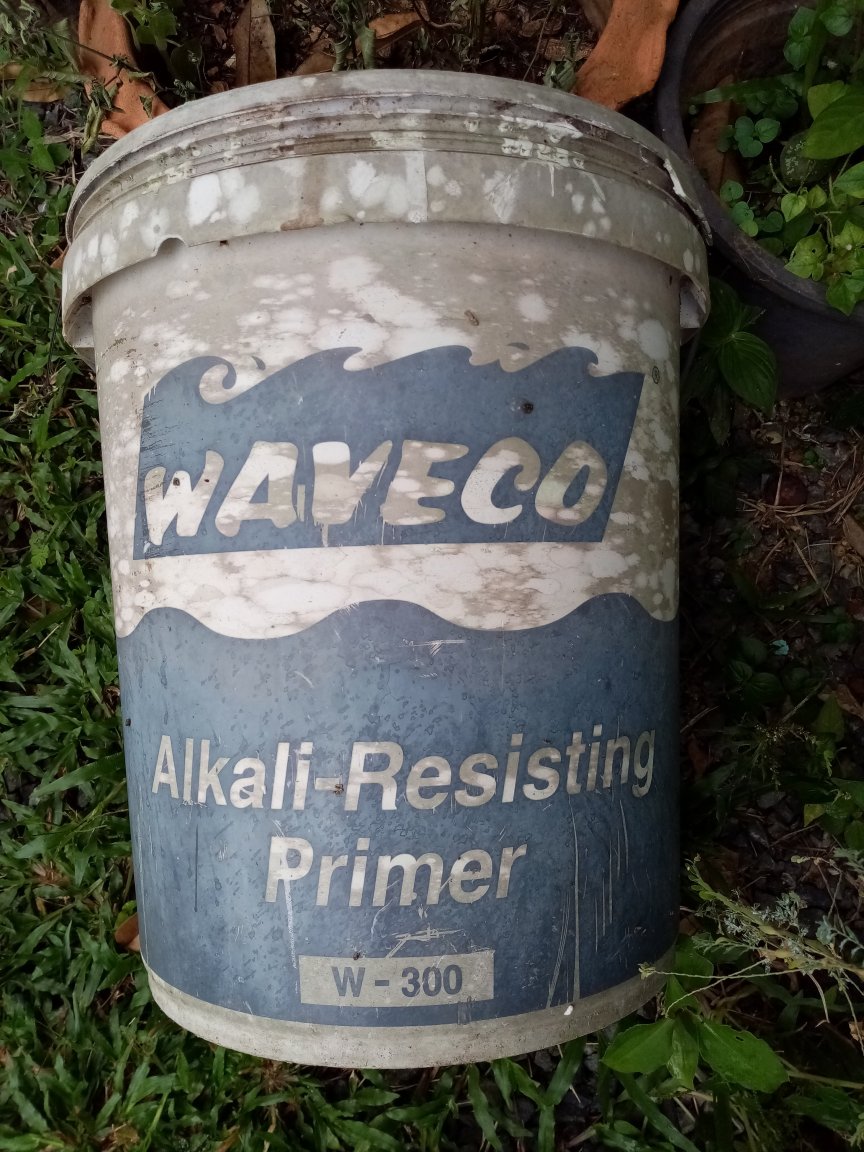 WAVECO ®
Alkali-Resisting
Primer
W - 300